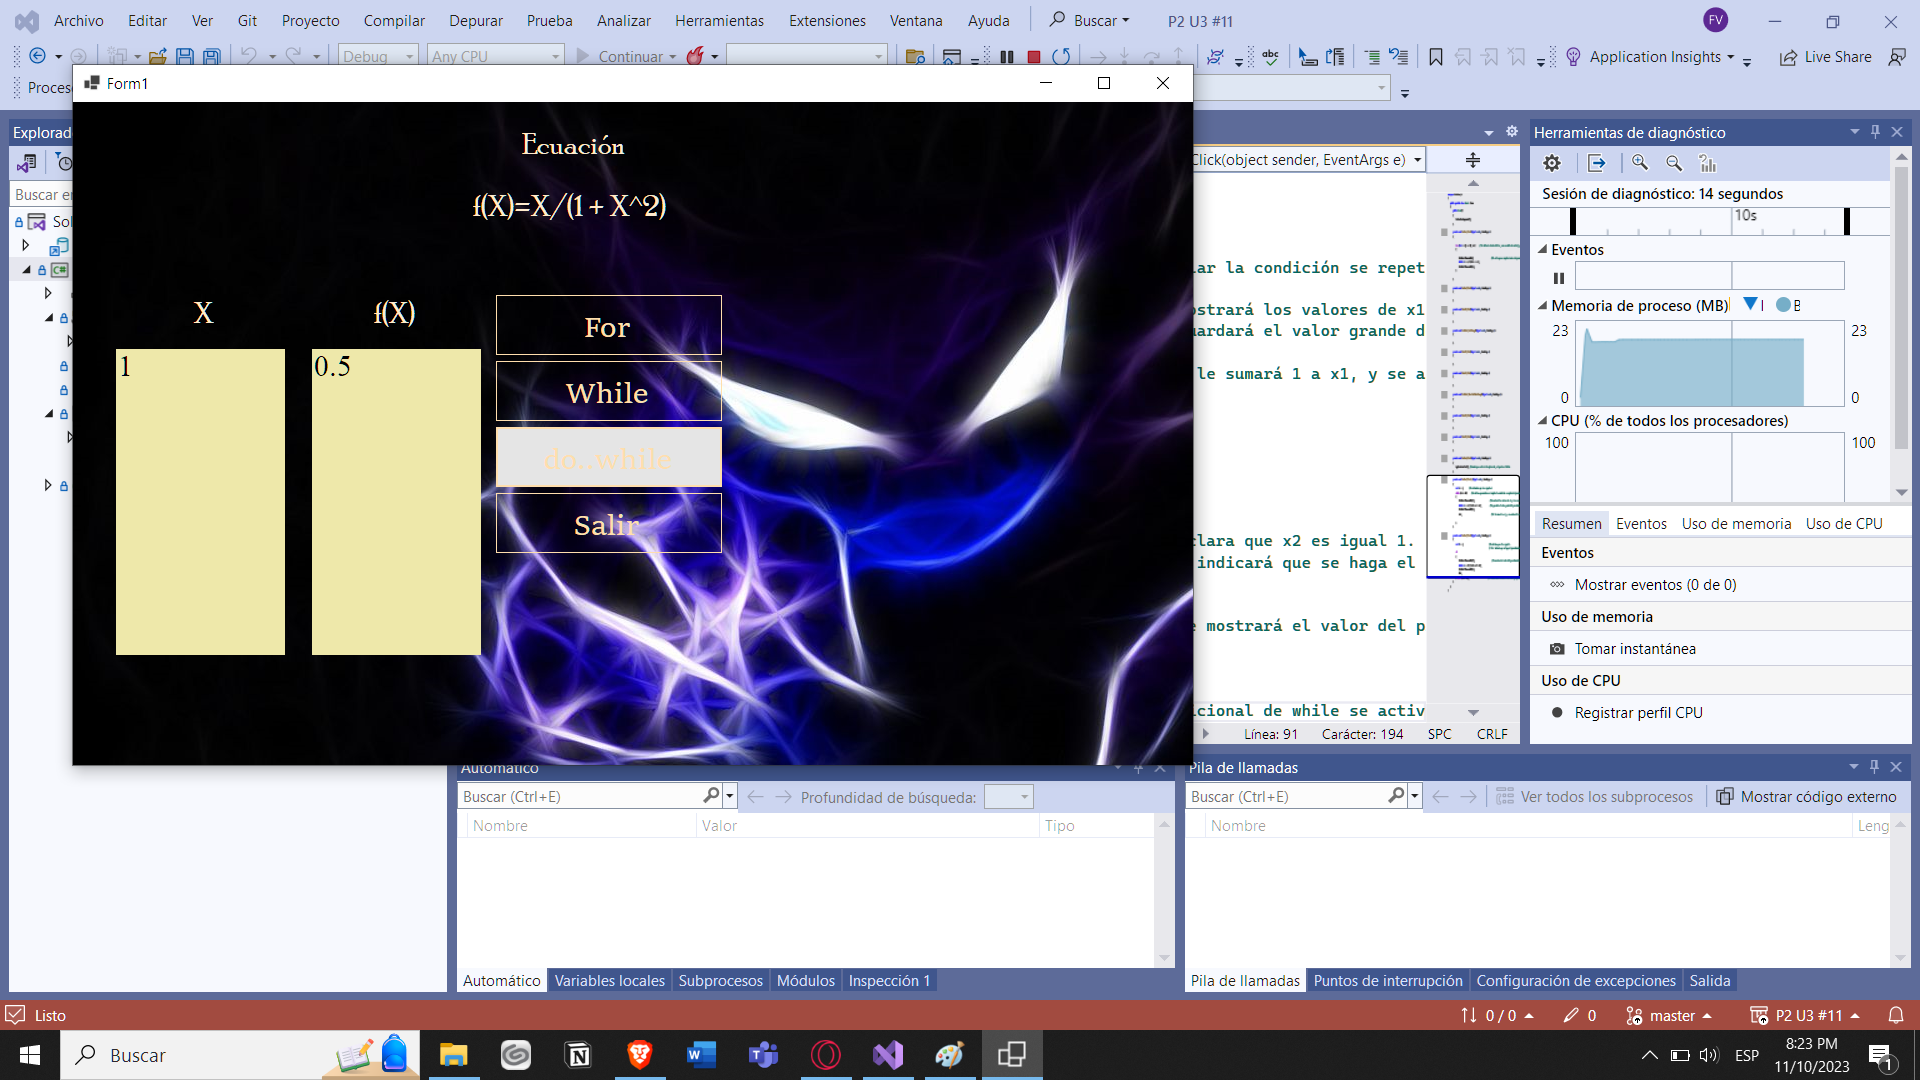 Archivo Editar Ver Git Proyecto Compilar Depurar Prueba Analizar Herramientas Extensiones Ventana Ayuda Buscar P2 U3 #11 FV
Debug Any CPU Continuar Application Insights Live Share
Form1
Click(object sender, EventArgs e)
Ecuación
f(X)=X/(1 + X^2)
X f(X)
1 0.5
For
While
do,,while
Salir
lar la condición se repet
ostrará los valores de x1
uardará el valor grande d
le sumará 1 a x1, y se a
clara que x2 es igual 1.
indicará que se haga el
e mostrará el valor del p
icional de while se activ
Línea: 91 Carácter: 194 SPC CRLF
Herramientas de diagnóstico
Sesión de diagnóstico: 14 segundos
10s
Eventos
Memoria de proceso (MB) I B
23 23
0 0
CPU (% de todos los procesadores)
100 100
Resumen Eventos Uso de memoria Uso de CPU
Eventos
Mostrar eventos (0 de 0)
Uso de memoria
Tomar instantánea
Uso de CPU
Registrar perfil CPU
Automático
Buscar (Ctrl+E) Profundidad de búsqueda:
Nombre Valor Tipo
Automático Variables locales Subprocesos Módulos Inspección 1
Pila de llamadas
Buscar (Ctrl+E) Ver todos los subprocesos Mostrar código externo
Nombre Leng
Pila de llamadas Puntos de interrupción Configuración de excepciones Salida
Listo 0 / 0 0 master P2 U3 #11
Buscar ESP 8:23 PM
11/10/2023 1